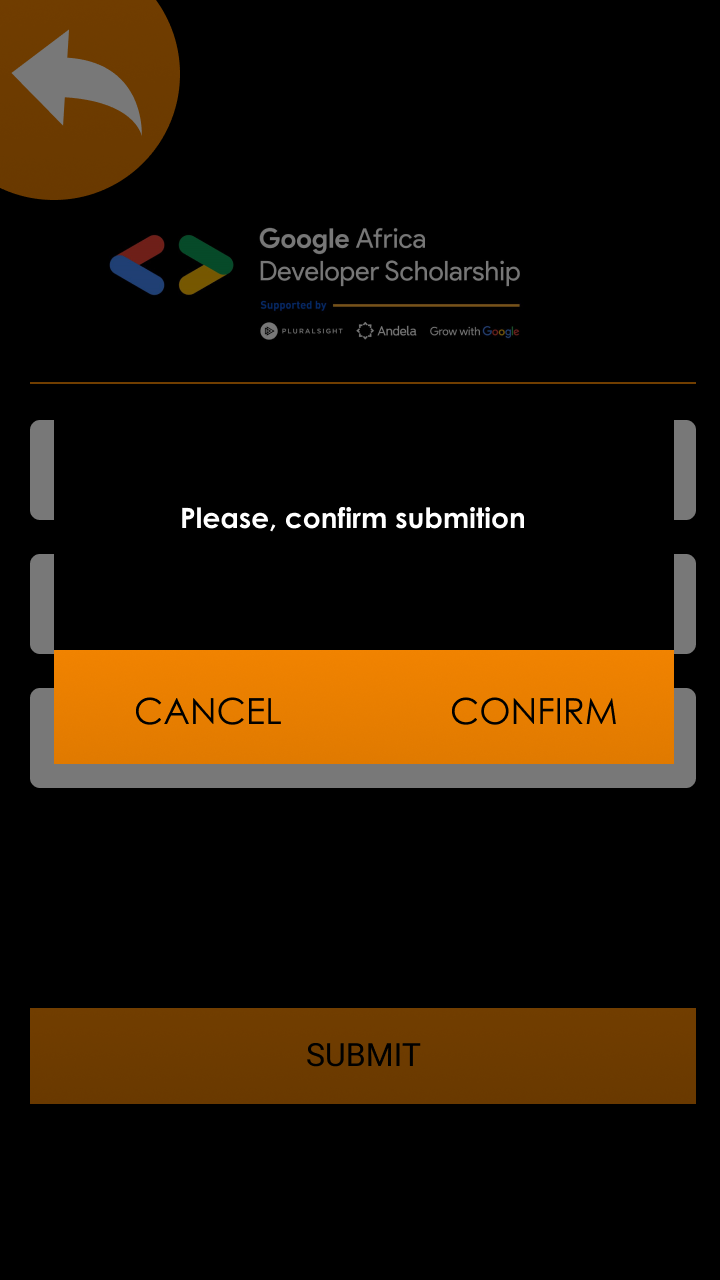 Google Africa
Developer Scholarship
Supported by
PLURALSIGHT Andela Grow with Google
Please, confirm submition
CANCEL CONFIRM
SUBMIT